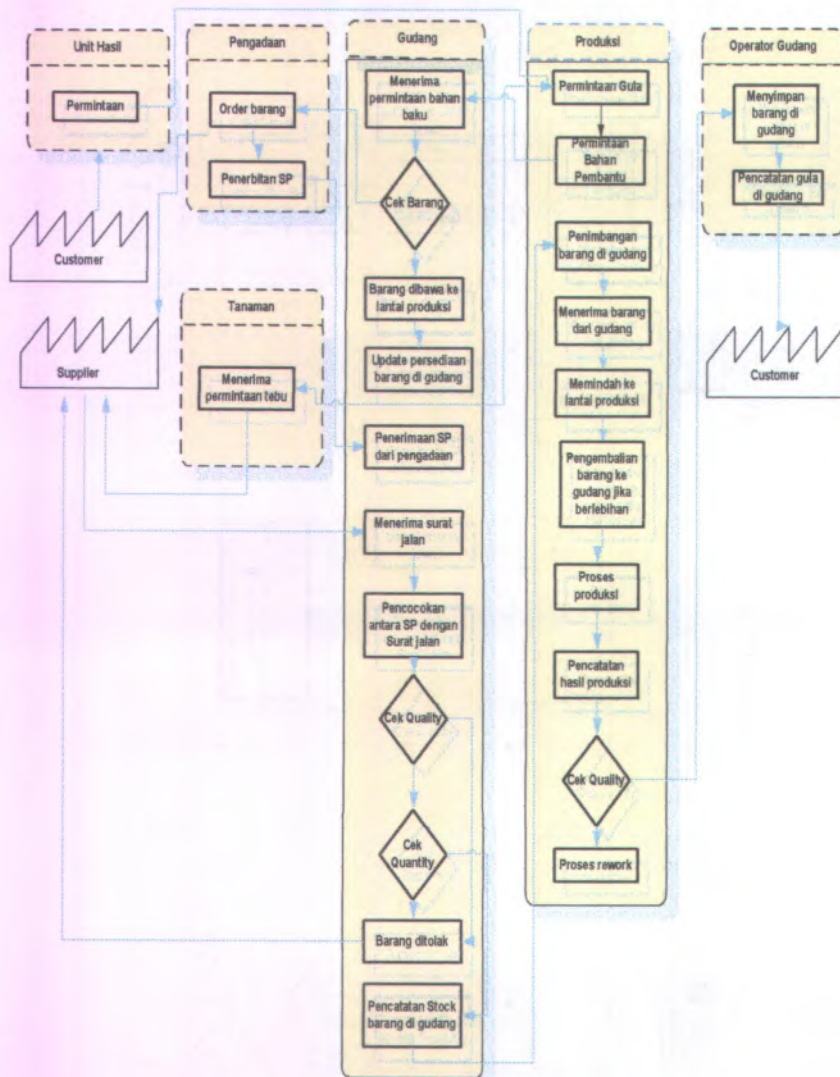 Unit Hasil
Permintaan
Customer
Supplier
Pengadaan
Order barang
Penerbitan SP
Tanaman
Menerima
permintaan tebu
Gudang
Menerima
permintaan bahan
baku
Cek Barang
Barang dibawa ke
lantai produksi
Update persediaan
barang di gudang
Penerimaan SP
dari pengadaan
Menerima surat
jalan
Pencocokan
antara SP dengan
Surat jalan
Cek Quality
Cek
Quantity
Barang ditolak
Pencatatan Stock
barang di gudang
Produksi
Permintaan Gula
Permintaan
Bahan
Pembantu
Penimbangan
barang di gudang
Menerima barang
dari gudang
Memindah ke
lantai produksi
Pengembalian
barang ke
gudang jika
berlebihan
Proses
produksi
Pencatatan
hasil produksi
Cek Quality
Proses rework
Operator Gudang
Menyimpan
barang di
gudang
Pencatatan gula
di gudang
Customer